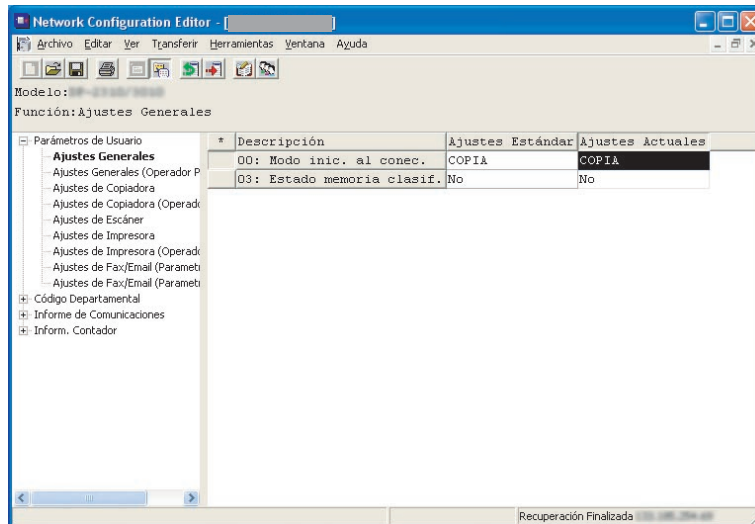 Network Configuration Editor - [ ]
Archivo Editar Ver Transferir Herramientas Ventana Ayuda
Modelo:
Función:Ajustes Generales
Parámetros de Usuario
Ajustes Generales
Ajustes Generales (Operador P
Ajustes de Copiadora
Ajustes de Copiadora (Operado
Ajustes de Escáner
Ajustes de Impresora
Ajustes de Impresora (Operado
Ajustes de Fax/Email (Parametr
Ajustes de Fax/Email (Parametr
Código Departamental
Informe de Comunicaciones
Inform. Contador
* Descripción Ajustes Estándar Ajustes Actuales
00: Modo inic. al conec. COPIA COPIA
03: Estado memoria clasif. No No
Recuperación Finalizada